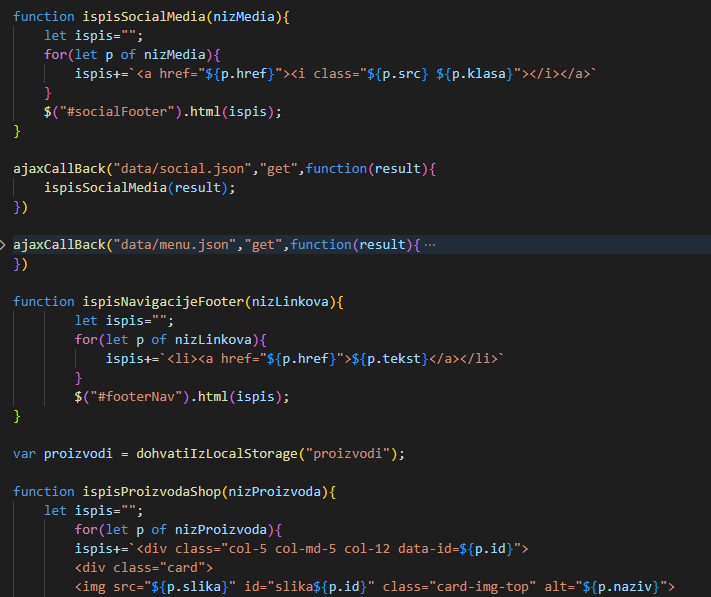 function ispisSocialMedia(nizMedia){
let ispis="";
for(let p of nizMedia){
ispis+=`<a href="${p.href}"><i class="${p.src} ${p.klasa}"></i></a>`
}
$("#socialFooter").html(ispis);
}
ajaxCallBack("data/social.json","get",function(result){
ispisSocialMedia(result);
})
ajaxCallBack("data/menu.json","get",function(result){ ···
})
function ispisNavigacijeFooter(nizLinkova){
let ispis="";
for(let p of nizLinkova){
ispis+=`<li><a href="${p.href}">${p.tekst}</a></li>`
}
$("#footerNav").html(ispis);
}
var proizvodi = dohvatiIzLocalStorage("proizvodi");
function ispisProizvodaShop(nizProizvoda){
let ispis="";
for(let p of nizProizvoda){
ispis+=`<div class="col-5 col-md-5 col-12 data-id=${p.id}">
<div class="card">
<img src="${p.slika}" id="slika${p.id}" class="card-img-top" alt="${p.naziv}">